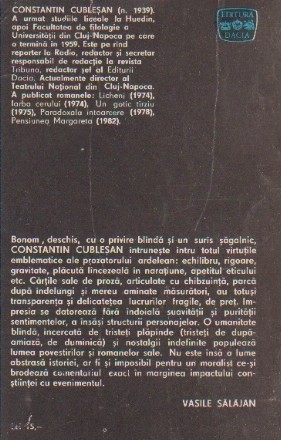 CONSTANTIN CUBLEȘAN (n. 1939).
A urmat studiile liceale la Huedin,
apoi Facultatea de filologie a
Universității din Cluj-Napoca pe care
o termină în 1959. Este pe rînd
reporter la Radio, redactor și secretar
responsabil de redacție la revista
Tribuna, redactor șef al Editurii
Dacia. Actualmente director al
Teatrului Național din Cluj-Napoca.
A publicat romanele: Licheni (1974),
Iarba cerului (1974), Un gotic tîrziu
(1975), Paradoxala întoarcere (1978),
Pensiunea Margareta (1982).
EDITURA
DACIA
Bonom, deschis, cu o privire blîndă și un surîs șăgalnic,
CONSTANTIN CUBLEȘAN întrunește întru totul virtuțile
emblematice ale prozatorului ardelean: echilibru, rigoare,
gravitate, plăcută lîncezeală în narațiune, apetitul eticului
etc. Cărțile sale de proză, articulate cu chibzuință, parcă
după îndelungi și mereu aminate măsurători, au totuși
transparența și delicatețea lucrurilor fragile, de preț. Im-
presia se datorează fără îndoială suavității și purității
sentimentelor, a însăși structurii personajelor. O umanitate
blîndă, încercată de tristeți plăpînde (tristeți de după-
amiază, de duminică) și nostalgii indefinite populează
lumea povestirilor și romanelor sale. Nu este însă o lume
abstrasă istoriei, ar fi și imposibil pentru un moralist ce-și
brodează comentariul exact în marginea impactului con-
științei cu evenimentul.
VASILE SĂLĂJAN
Lei 15,—